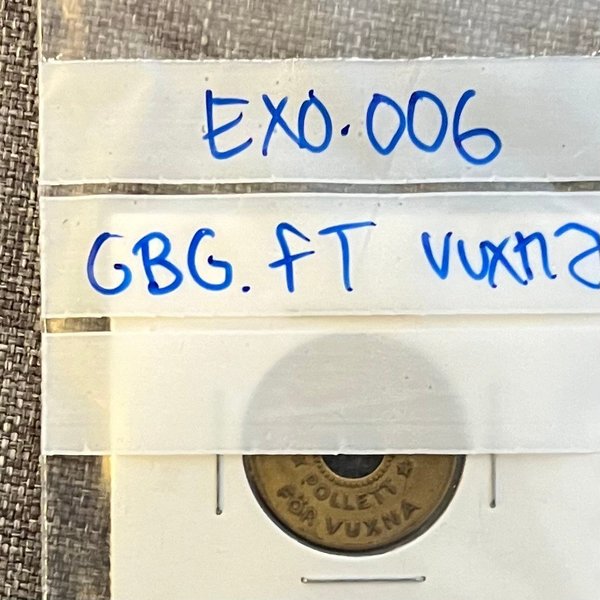 EXO.006
GBG. fT vuxna
POLLETT
FÖR VUXNA